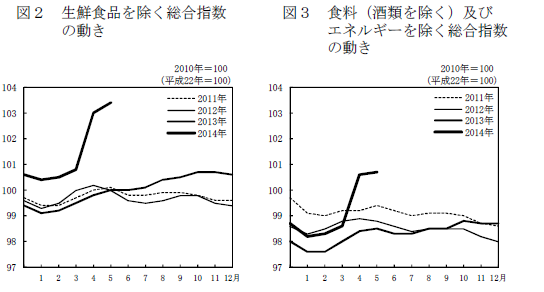 図２　生鮮食品を除く総合指数
の動き
2010年＝100
(平成22年＝100)
104
103
102
101
100
99
98
97
2011年
2012年
2013年
2014年
1 2 3 4 5 6 7 8 9 10 11 12月
図３　食料（酒類を除く）及び
エネルギーを除く総合指数
の動き
2010年＝100
(平成22年＝100)
104
103
102
101
100
99
98
97
2011年
2012年
2013年
2014年
1 2 3 4 5 6 7 8 9 10 11 12月